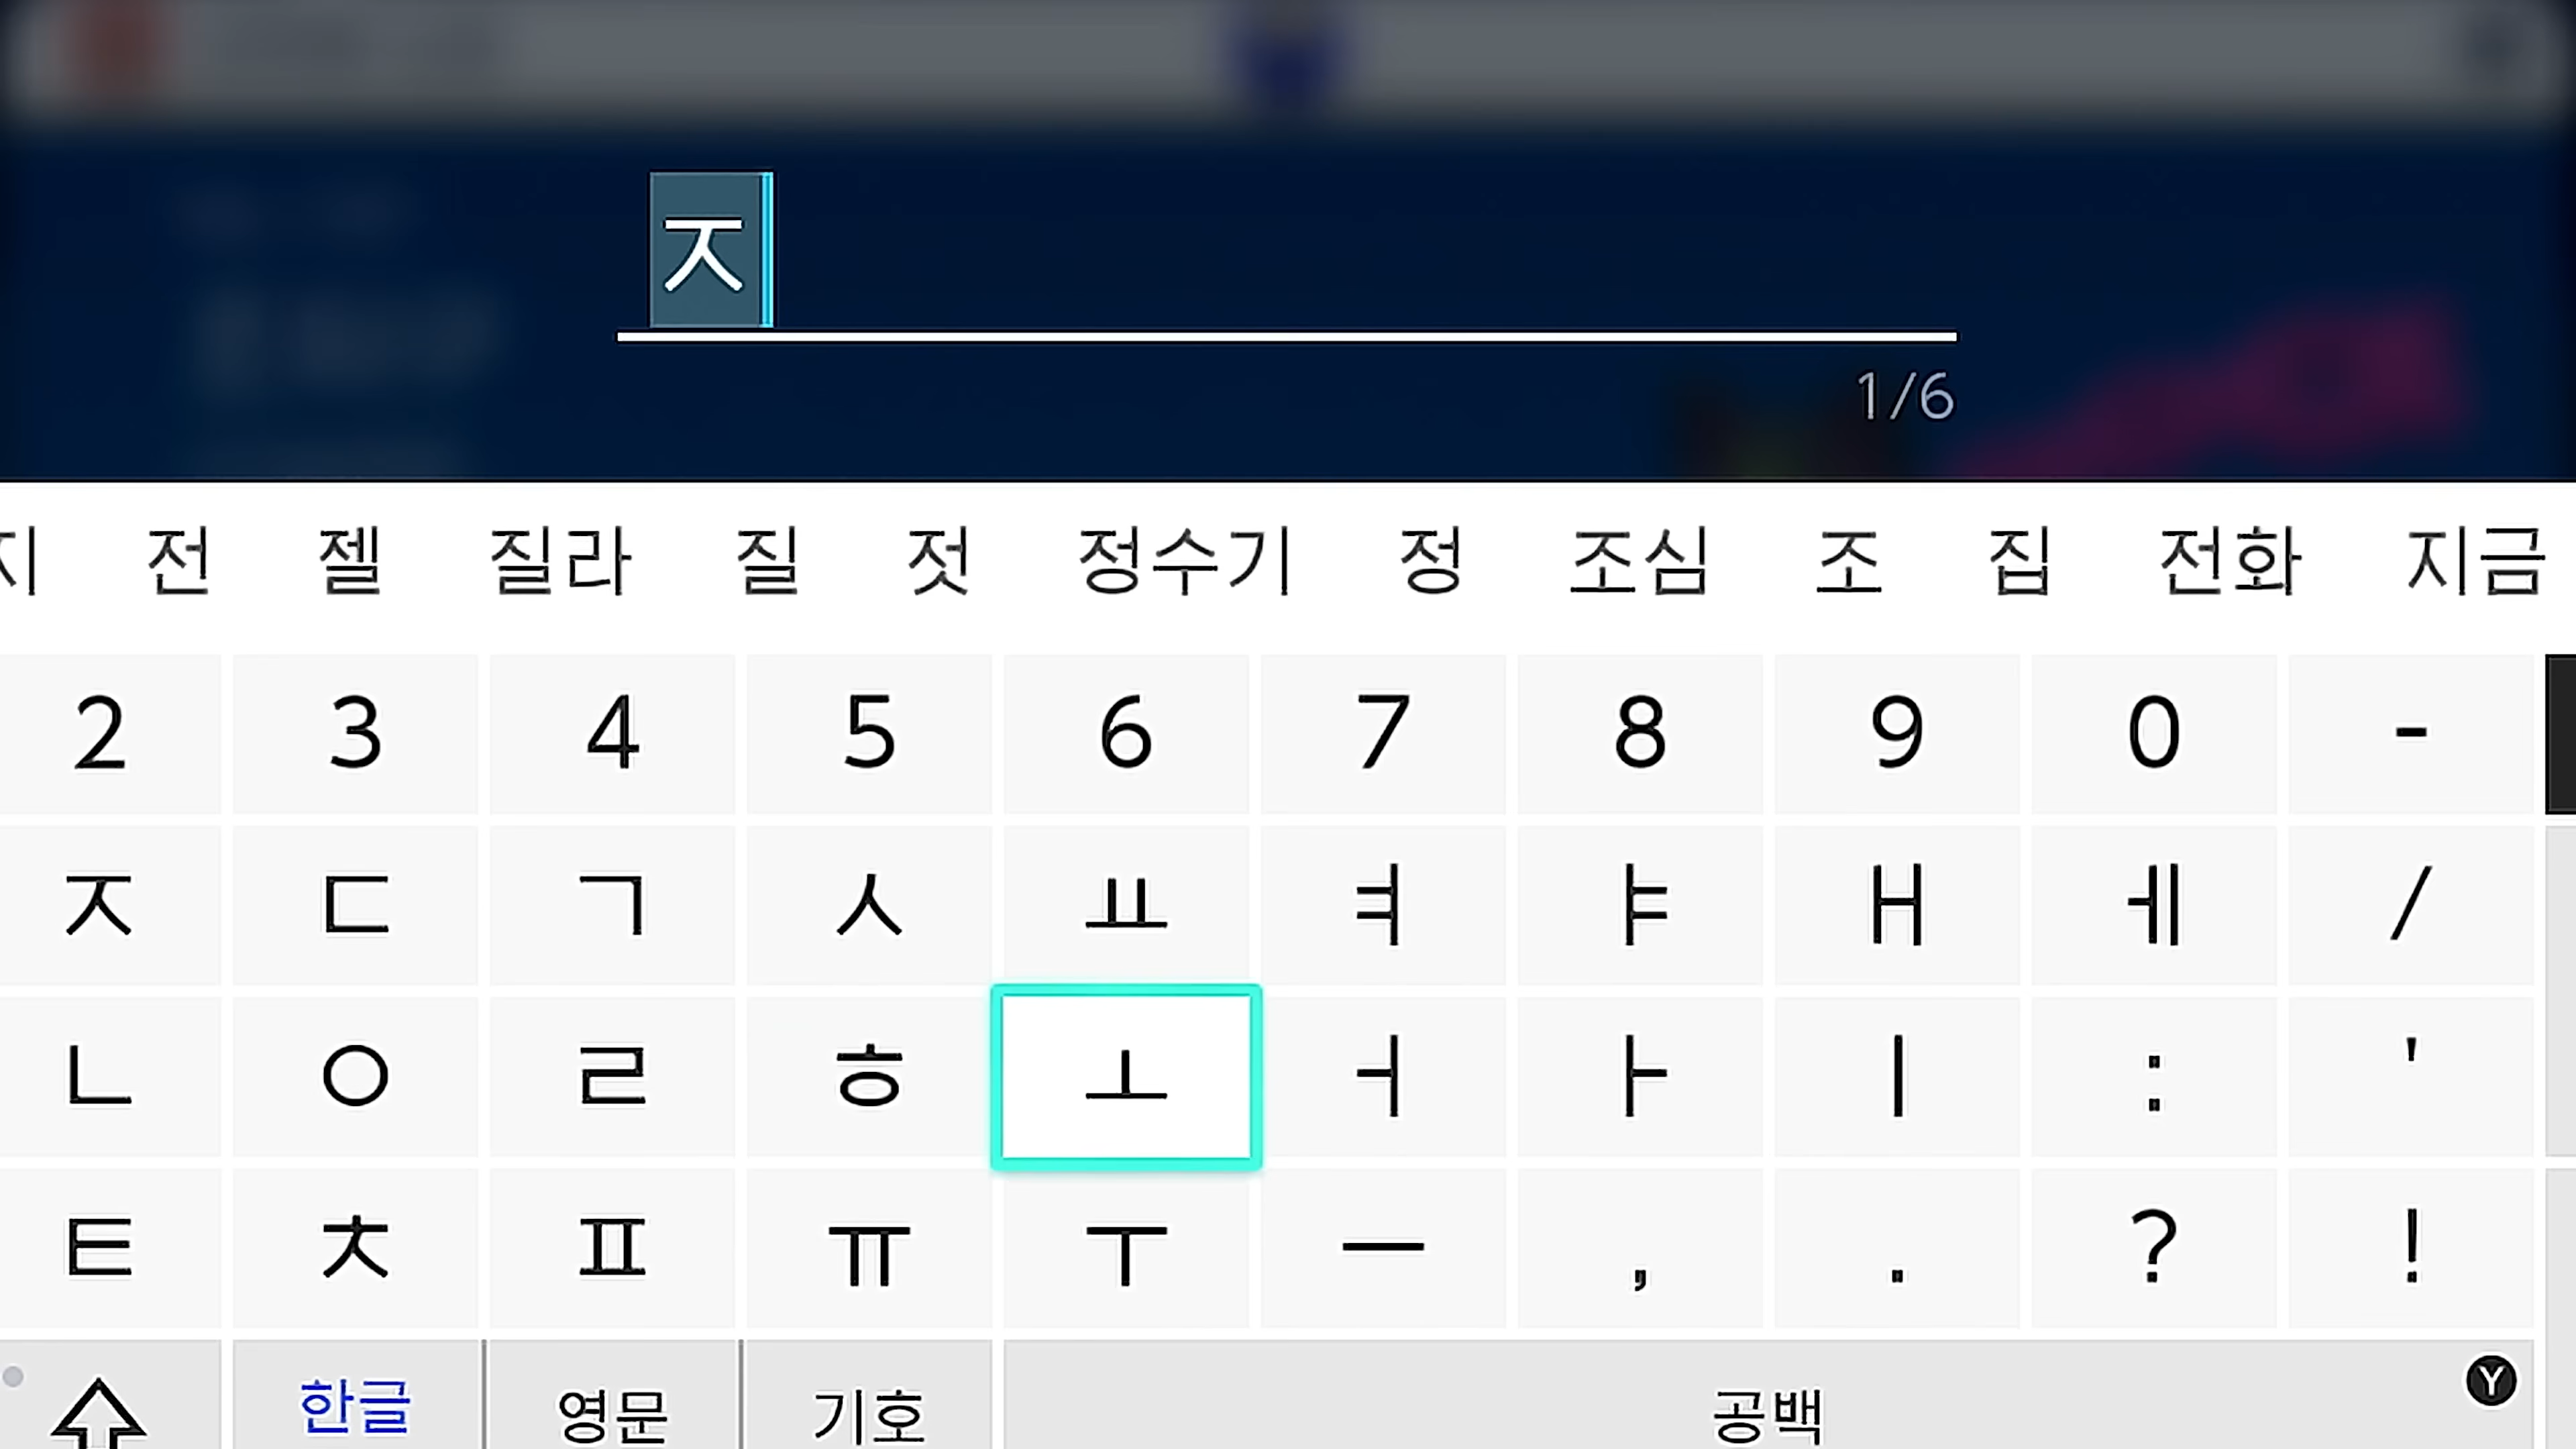 ㅈ
1/6
지 전 젤 질라 질 젓 정수기 정 조심 조 집 전화 지금
2 3 4 5 6 7 8 9 0 -
ㅈ ㄷ ㄱ ㅅ ㅛ ㅕ ㅑ ㅐ ㅔ /
ㄴ ㅇ ㄹ ㅎ ㅗ ㅓ ㅏ ㅣ : '
ㅌ ㅊ ㅍ ㅠ ㅜ ㅡ , . ? !
한글 영문 기호 공백 Y